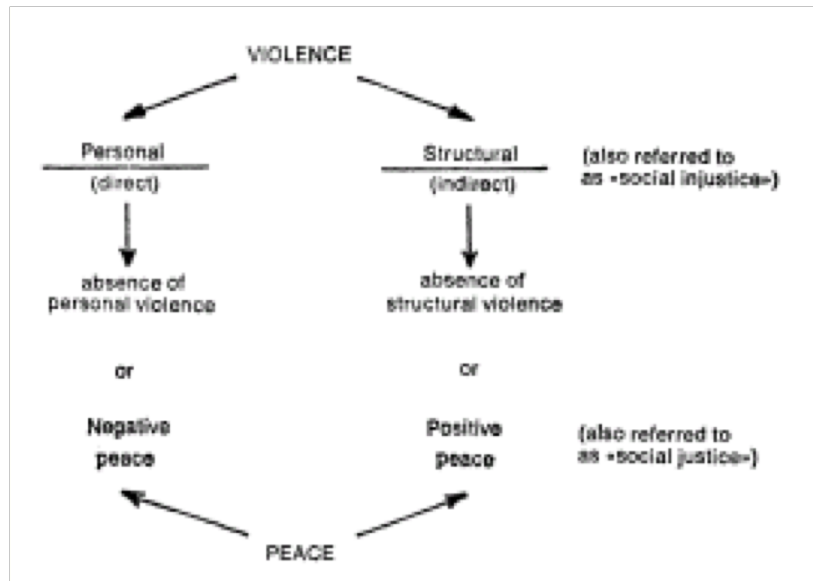 VIOLENCE
Personal
(direct)
Structural
(indirect)
(also referred to
as «social injustice»)
absence of
personal violence
absence of
structural violence
or
or
Negative
peace
Positive
peace
(also referred to
as «social justice»)
PEACE